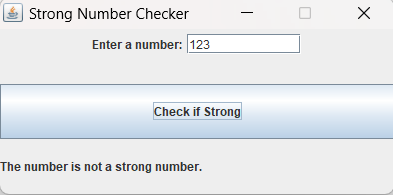 Strong Number Checker
Enter a number: 123
Check if Strong
The number is not a strong number.